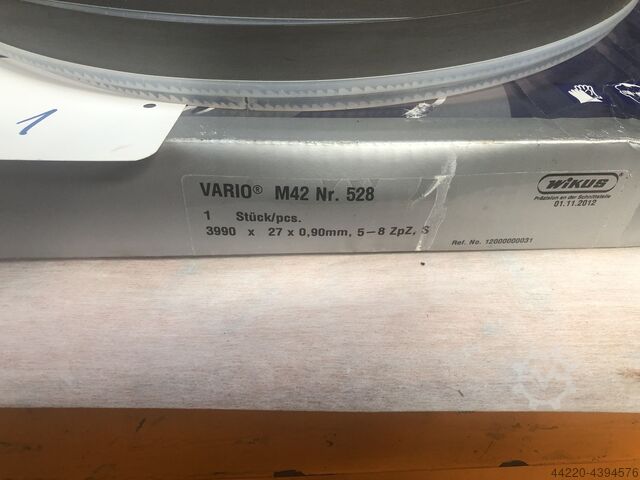 1
VARIO® M42 Nr. 528
1 Stück/pcs.
3990 x 27 x 0,90mm, 5-8 ZpZ, S
WIKUS
Präzision an der Schnittstelle
01.11.2012
Ref. No. 12000000031
44220-4394576